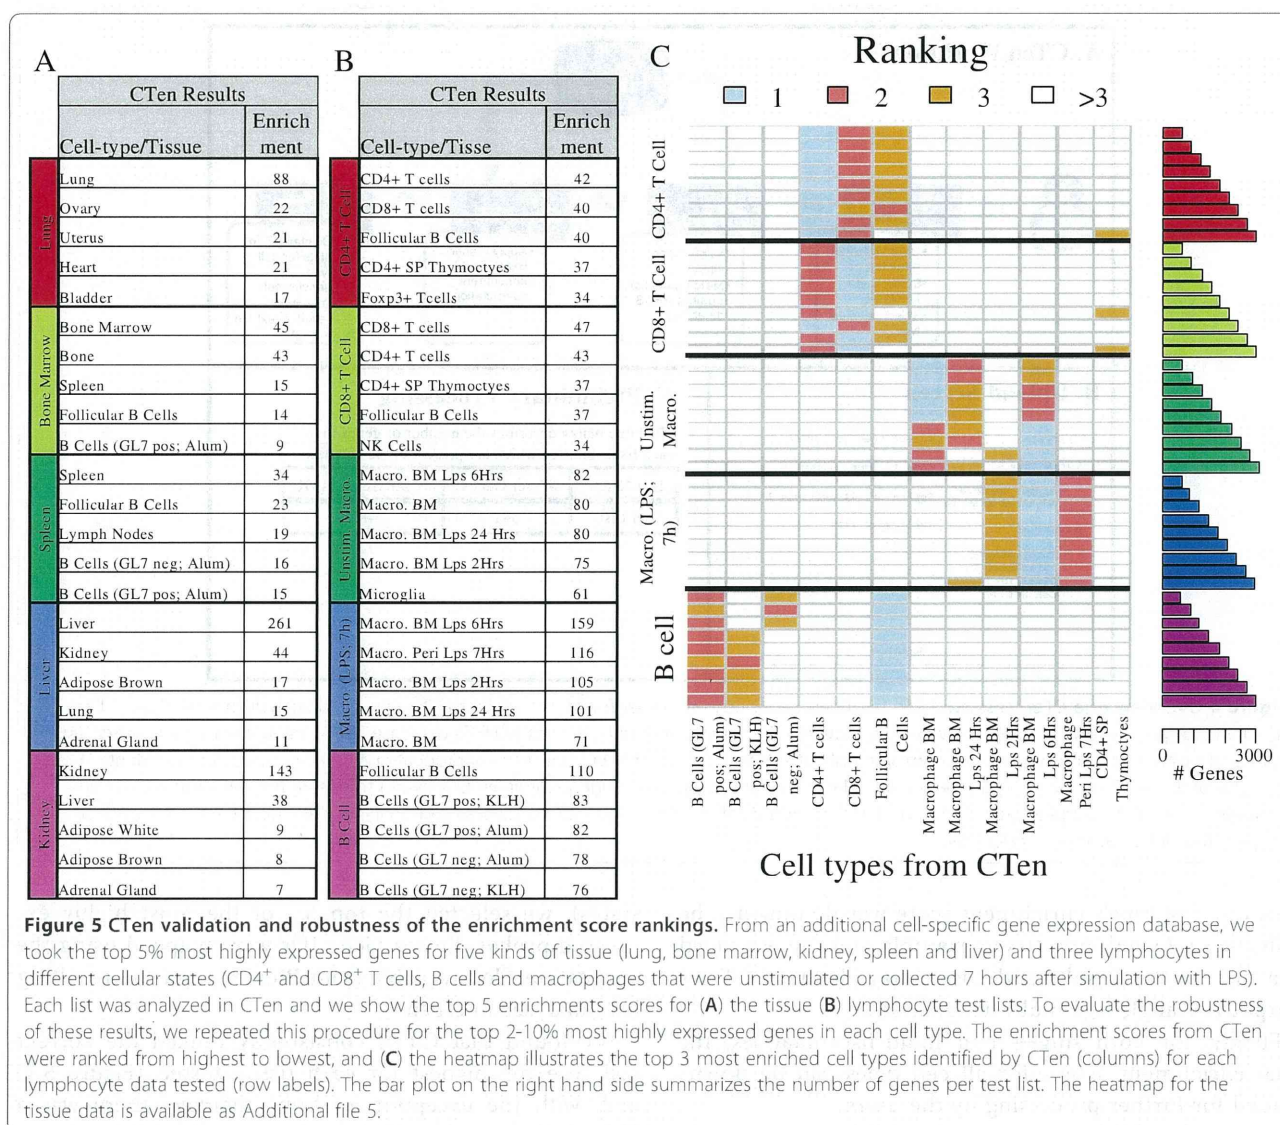 A
CTen Results
Cell-type/Tissue
Enrich
ment
Lung
Lung 88
Ovary 22
Uterus 21
Heart 21
Bladder 17
Bone Marrow
Bone Marrow 45
Bone 43
Spleen 15
Follicular B Cells 14
B Cells (GL7 pos; Alum) 9
Spleen
Spleen 34
Follicular B Cells 23
Lymph Nodes 19
B Cells (GL7 neg; Alum) 16
B Cells (GL7 pos; Alum) 15
Liver
Liver 261
Kidney 44
Adipose Brown 17
Lung 15
Adrenal Gland 11
Kidney
Kidney 143
Liver 38
Adipose White 9
Adipose Brown 8
Adrenal Gland 7
B
CTen Results
Cell-type/Tisse
Enrich
ment
CD4+ T Cell
CD4+ T cells 42
CD8+ T cells 40
Follicular B Cells 40
CD4+ SP Thymoctyes 37
Foxp3+ Tcells 34
CD8+ T Cell
CD8+ T cells 47
CD4+ T cells 43
CD4+ SP Thymoctyes 37
Follicular B Cells 37
NK Cells 34
Unstim. Macro.
Macro. BM Lps 6Hrs 82
Macro. BM 80
Macro. BM Lps 24 Hrs 80
Macro. BM Lps 2Hrs 75
Microglia 61
Macro. (LPS; 7h)
Macro. BM Lps 6Hrs 159
Macro. Peri Lps 7Hrs 116
Macro. BM Lps 2Hrs 105
Macro. BM Lps 24 Hrs 101
Macro. BM 71
B Cell
Follicular B Cells 110
B Cells (GL7 pos; KLH) 83
B Cells (GL7 pos; Alum) 82
B Cells (GL7 neg; Alum) 78
B Cells (GL7 neg; KLH) 76
C
Ranking
1 2 3 >3
CD4+ T Cell
CD8+ T Cell
Unstim.
Macro.
Macro. (LPS;
7h)
B cell
B Cells (GL7
pos; Alum)
B Cells (GL7
pos; KLH)
B Cells (GL7
neg; Alum)
CD4+ T cells
CD8+ T cells
Follicular B
Cells
Macrophage BM
Macrophage BM
Lps 24 Hrs
Macrophage BM
Lps 2Hrs
Macrophage BM
Lps 6Hrs
Macrophage
Peri Lps 7Hrs
CD4+ SP
Thymoctyes
0 3000
# Genes
Cell types from CTen
Figure 5 CTen validation and robustness of the enrichment score rankings. From an additional cell-specific gene expression database, we
took the top 5% most highly expressed genes for five kinds of tissue (lung, bone marrow, kidney, spleen and liver) and three lymphocytes in
different cellular states (CD4+ and CD8+ T cells, B cells and macrophages that were unstimulated or collected 7 hours after simulation with LPS).
Each list was analyzed in CTen and we show the top 5 enrichments scores for (A) the tissue (B) lymphocyte test lists. To evaluate the robustness
of these results, we repeated this procedure for the top 2-10% most highly expressed genes in each cell type. The enrichment scores from CTen
were ranked from highest to lowest, and (C) the heatmap illustrates the top 3 most enriched cell types identified by CTen (columns) for each
lymphocyte data tested (row labels). The bar plot on the right hand side summarizes the number of genes per test list. The heatmap for the
tissue data is available as Additional file 5.